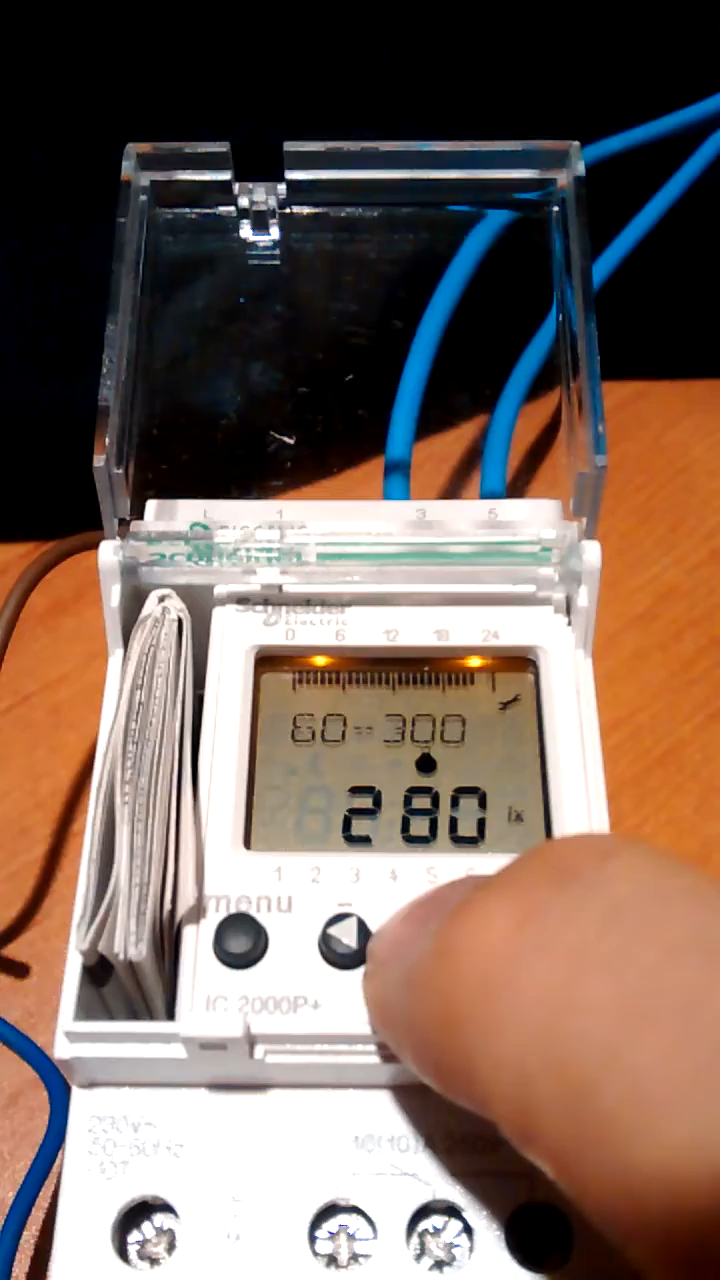 L 1 3 5
Schneider
Electric
0 6 12 18 24
60-300
280 lx
1 2 3 4 5
menu -
IC 2000P+
230V~
50-60Hz